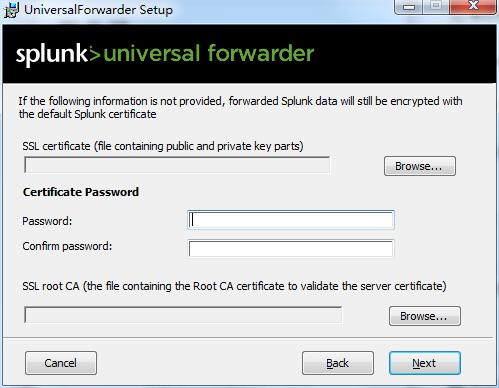 UniversalForwarder Setup
splunk>universal forwarder
If the following information is not provided, forwarded Splunk data will still be encrypted with
the default Splunk certificate
SSL certificate (file containing public and private key parts)
Browse...
Certificate Password
Password:
Confirm password:
SSL root CA (the file containing the Root CA certificate to validate the server certificate)
Browse...
Cancel
Back
Next